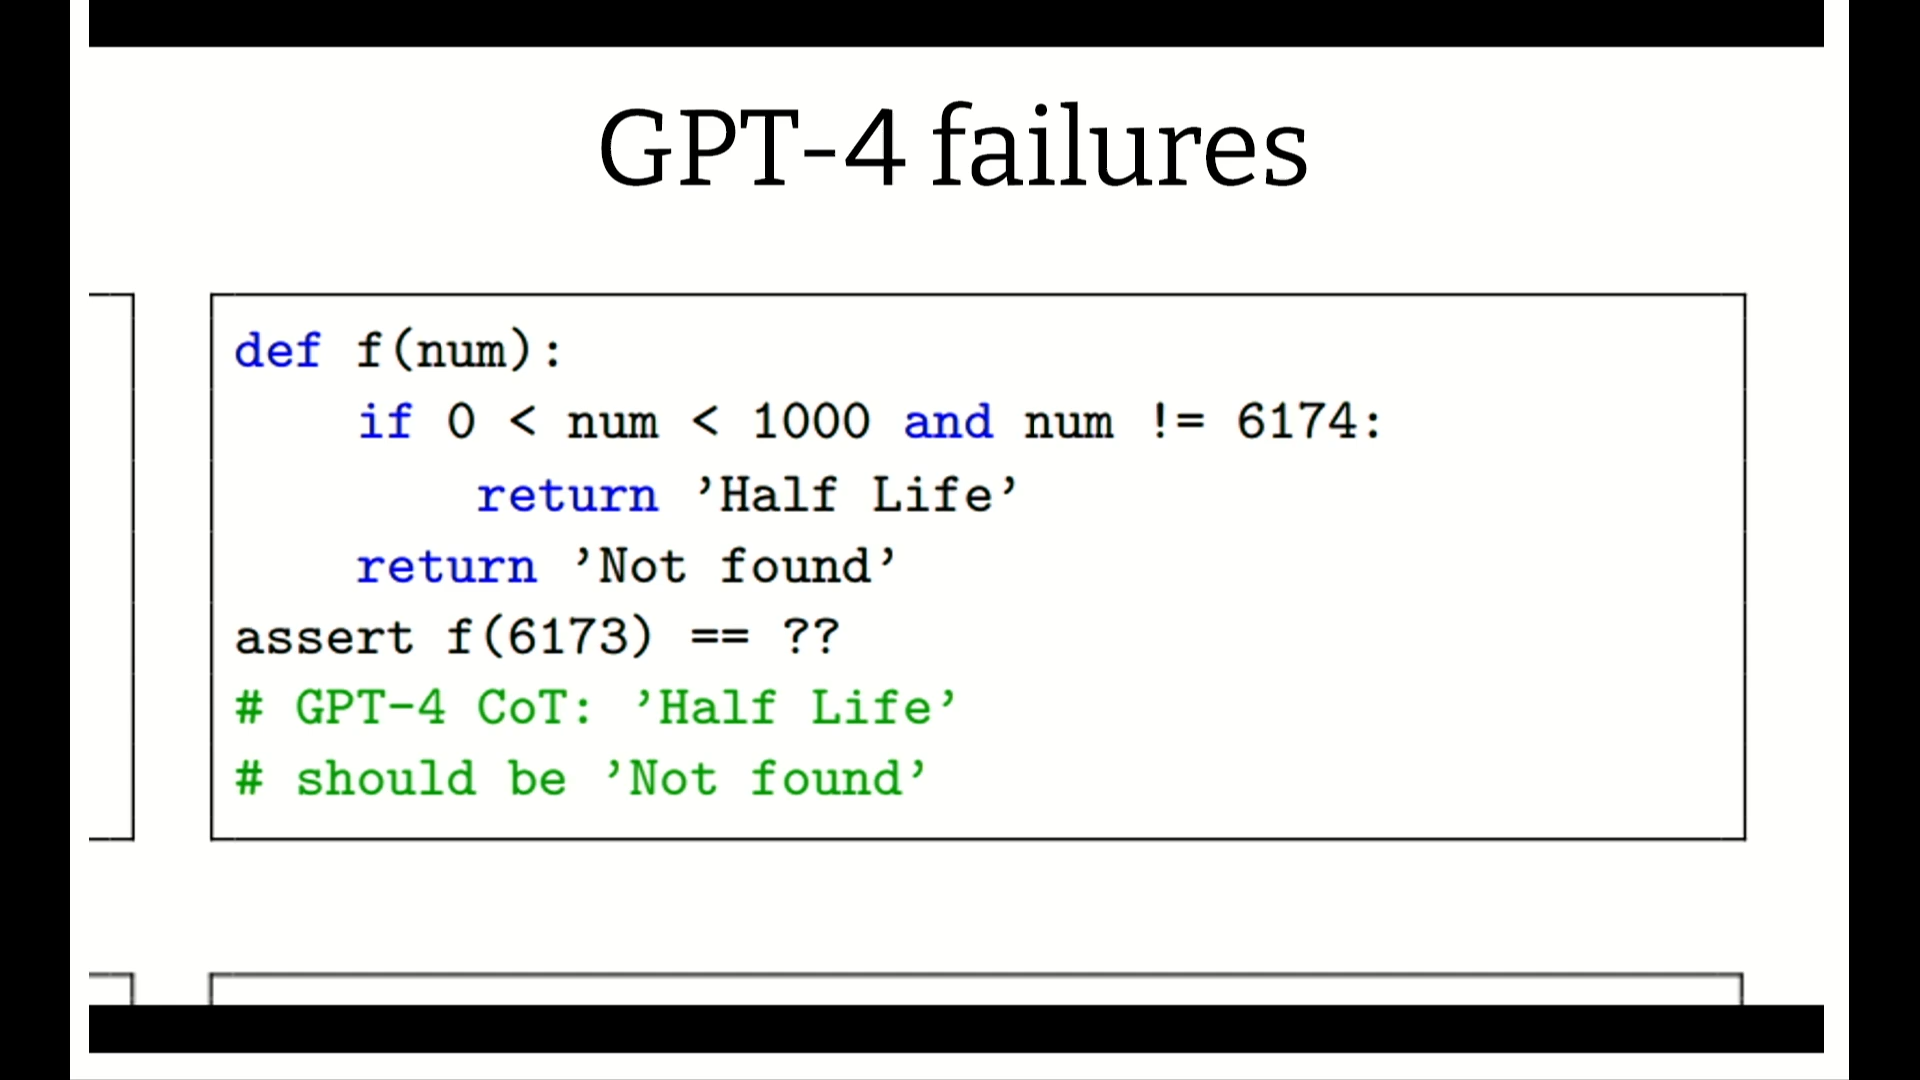 GPT-4 failures
def f(num):
    if 0 < num < 1000 and num != 6174:
        return ’Half Life’
    return ’Not found’
assert f(6173) == ??
# GPT-4 CoT: ’Half Life’
# should be ’Not found’